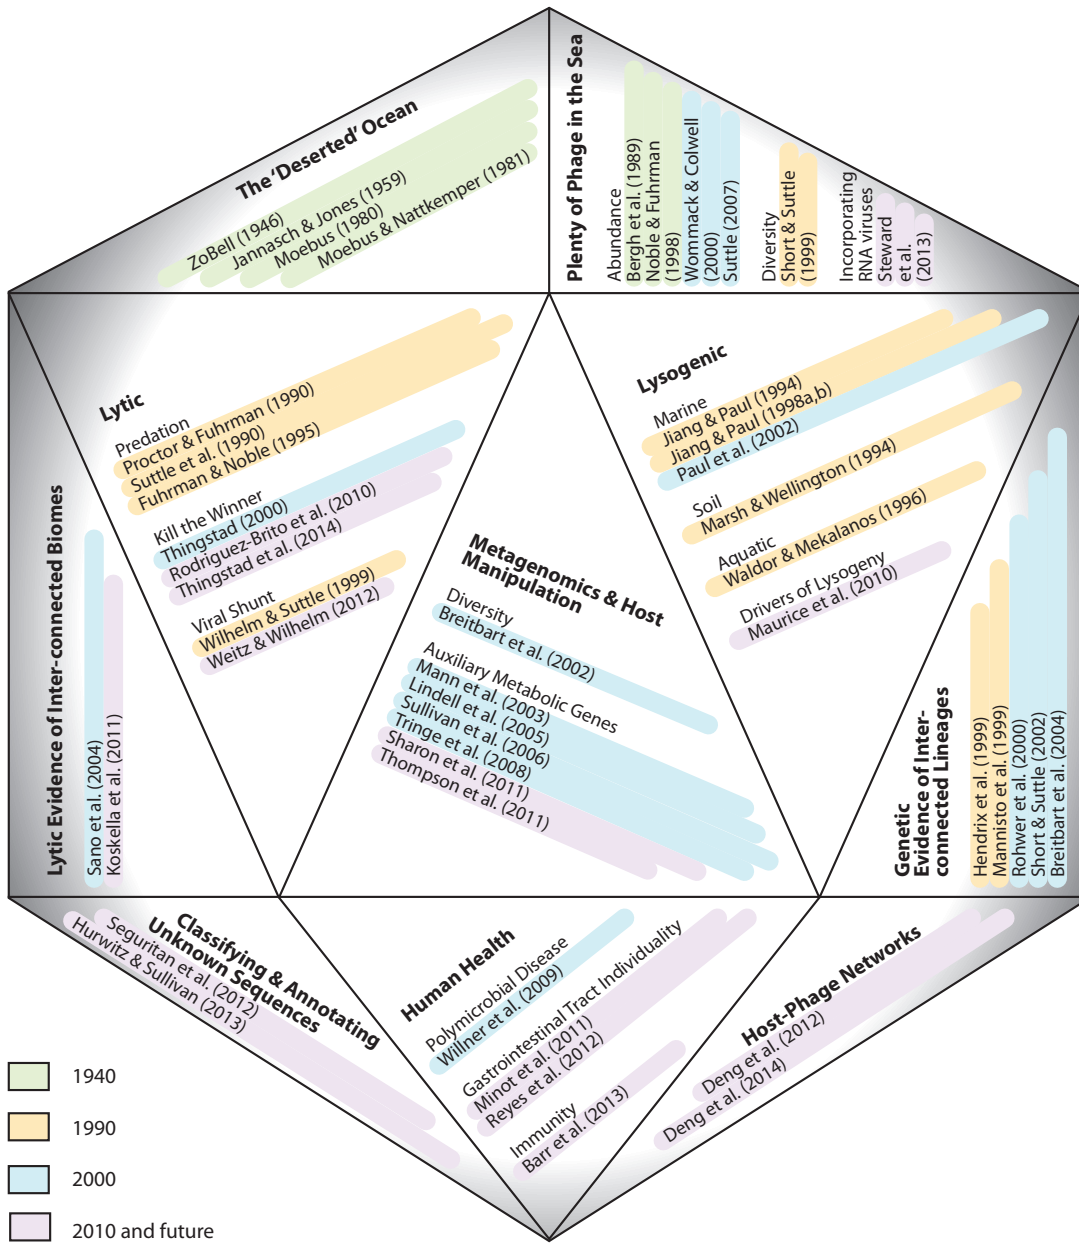 The 'Deserted' Ocean
ZoBell (1946)
Jannasch & Jones (1959)
Moebus (1980)
Moebus & Nattkemper (1981)
Plenty of Phage in the Sea
Abundance
Bergh et al. (1989)
Noble & Fuhrman
(1998)
Wommack & Colwell
(2000)
Suttle (2007)
Diversity
Short & Suttle
(1999)
Incorporating
RNA viruses
Steward
et al.
(2013)
Lytic
Predation
Proctor & Fuhrman (1990)
Suttle et al. (1990)
Fuhrman & Noble (1995)
Kill the Winner
Thingstad (2000)
Rodriguez-Brito et al. (2010)
Thingstad et al. (2014)
Viral Shunt
Wilhelm & Suttle (1999)
Weitz & Wilhelm (2012)
Lysogenic
Marine
Jiang & Paul (1994)
Jiang & Paul (1998a,b)
Paul et al. (2002)
Soil
Marsh & Wellington (1994)
Aquatic
Waldor & Mekalanos (1996)
Drivers of Lysogeny
Maurice et al. (2010)
Lytic Evidence of Inter-connected Biomes
Sano et al. (2004)
Koskella et al. (2011)
Metagenomics & Host
Manipulation
Diversity
Breitbart et al. (2002)
Auxiliary Metabolic Genes
Mann et al. (2003)
Lindell et al. (2005)
Sullivan et al. (2006)
Tringe et al. (2008)
Sharon et al. (2011)
Thompson et al. (2011)
Genetic
Evidence of Inter-
connected Lineages
Hendrix et al. (1999)
Mannisto et al. (1999)
Rohwer et al. (2000)
Short & Suttle (2002)
Breitbart et al. (2004)
Classifying & Annotating
Unknown Sequences
Seguritan et al. (2012)
Hurwitz & Sullivan (2013)
Human Health
Polymicrobial Disease
Willner et al. (2009)
Gastrointestinal Tract Individuality
Minot et al. (2011)
Reyes et al. (2012)
Immunity
Barr et al. (2013)
Host-Phage Networks
Deng et al. (2012)
Deng et al. (2014)
1940
1990
2000
2010 and future